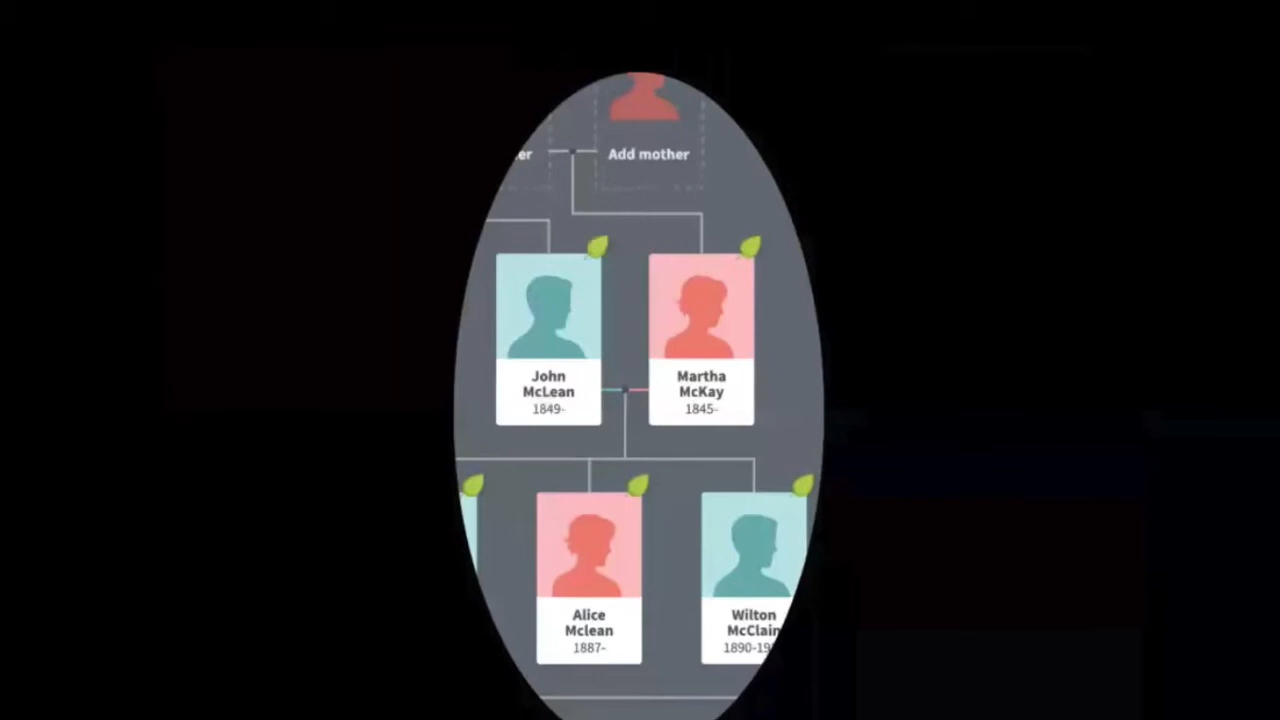 Add mother
John
McLean
1849-
Martha
McKay
1845-
Alice
Mclean
1887-
Wilton
McClain